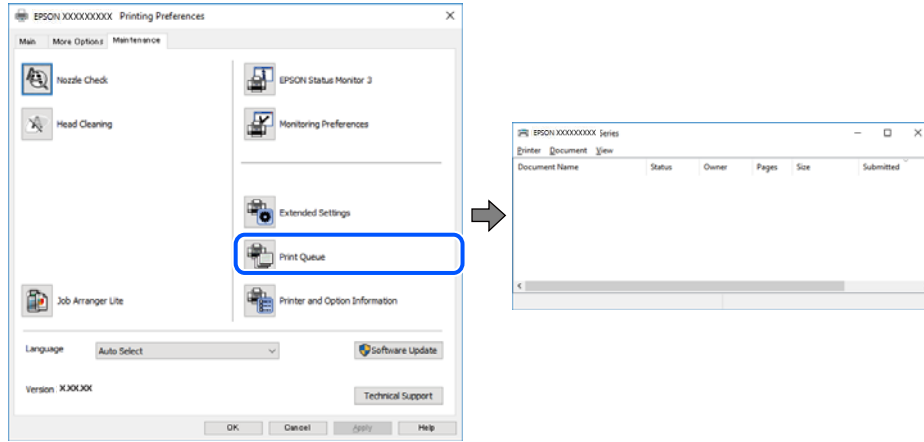 EPSON XXXXXXXXX Printing Preferences
Main More Options Maintenance
Nozzle Check
EPSON Status Monitor 3
Head Cleaning
Monitoring Preferences
Extended Settings
Print Queue
Job Arranger Lite
Printer and Option Information
Language Auto Select
Software Update
Version X.XX.XX
Technical Support
OK Cancel Apply Help
EPSON XXXXXXXXX Series
Printer Document View
Document Name Status Owner Pages Size Submitted